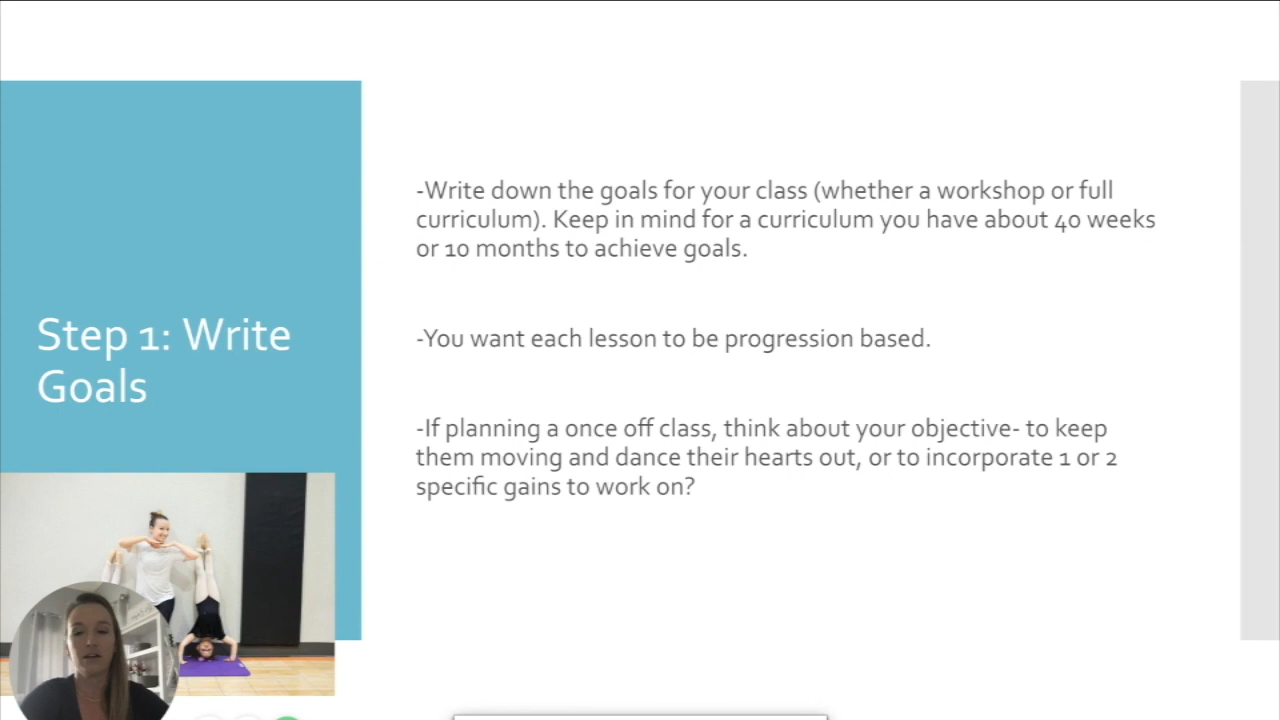 Step 1: Write
Goals
-Write down the goals for your class (whether a workshop or full
curriculum). Keep in mind for a curriculum you have about 40 weeks
or 10 months to achieve goals.
-You want each lesson to be progression based.
-If planning a once off class, think about your objective- to keep
them moving and dance their hearts out, or to incorporate 1 or 2
specific gains to work on?